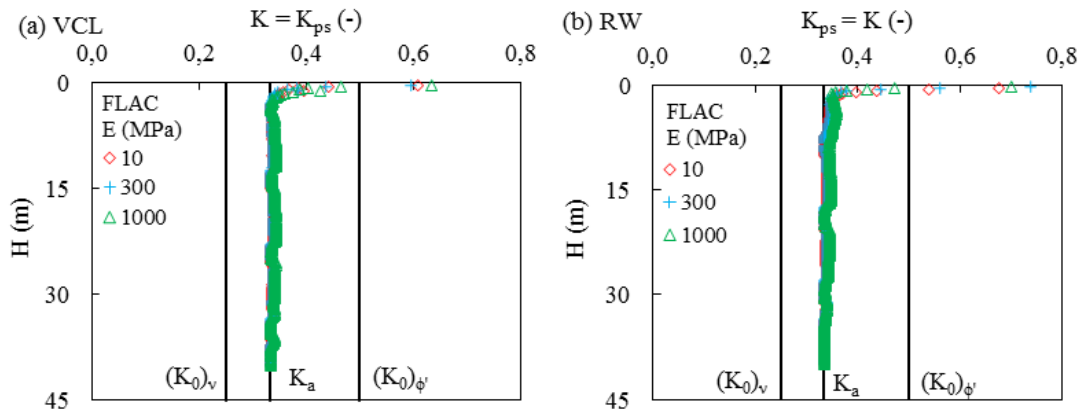 (a) VCL
K = Kps (-)
0,0 0,2 0,4 0,6 0,8
0
15
30
45
H (m)
FLAC
E (MPa)
10
300
1000
(K0)ν
Ka
(K0)ϕ'
(b) RW
Kps = K (-)
0,0 0,2 0,4 0,6 0,8
0
15
30
45
H (m)
FLAC
E (MPa)
10
300
1000
(K0)ν
Ka
(K0)ϕ'